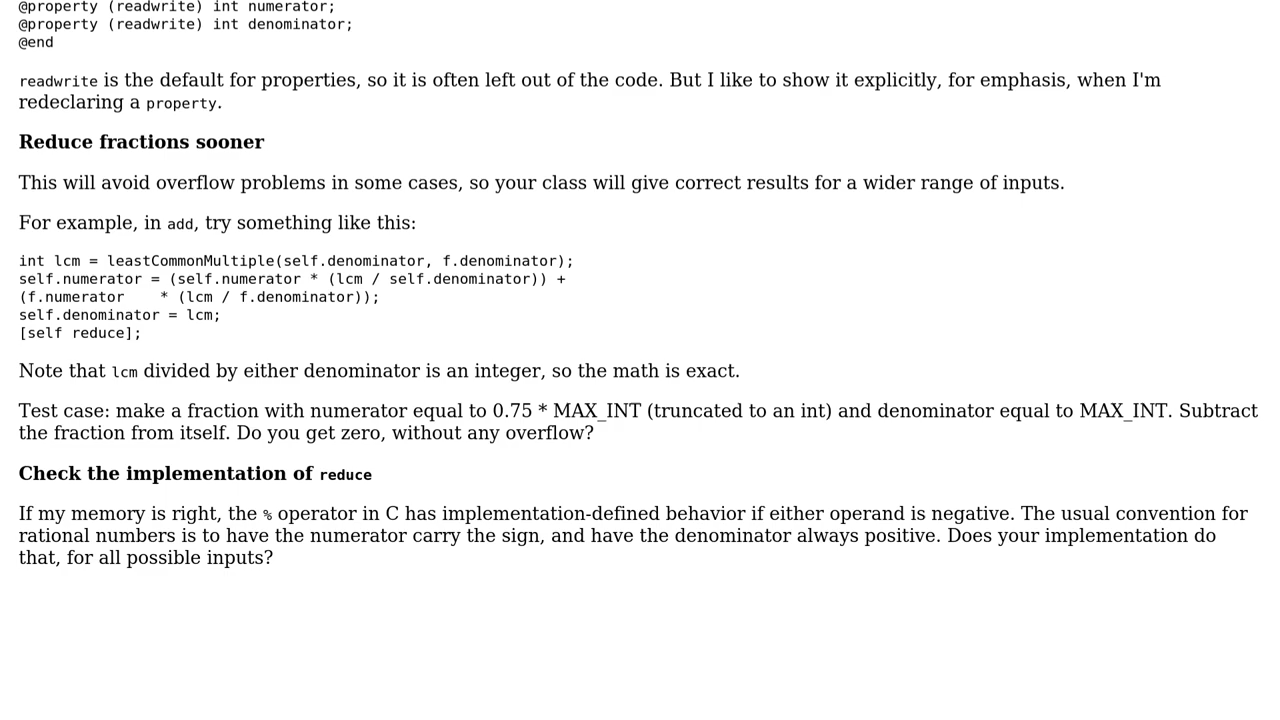 @property (readwrite) int numerator;
@property (readwrite) int denominator;
@end
readwrite is the default for properties, so it is often left out of the code. But I like to show it explicitly, for emphasis, when I'm
redeclaring a property.
Reduce fractions sooner
This will avoid overflow problems in some cases, so your class will give correct results for a wider range of inputs.
For example, in add, try something like this:
int lcm = leastCommonMultiple(self.denominator, f.denominator);
self.numerator = (self.numerator * (lcm / self.denominator)) +
(f.numerator    * (lcm / f.denominator));
self.denominator = lcm;
[self reduce];
Note that lcm divided by either denominator is an integer, so the math is exact.
Test case: make a fraction with numerator equal to 0.75 * MAX_INT (truncated to an int) and denominator equal to MAX_INT. Subtract
the fraction from itself. Do you get zero, without any overflow?
Check the implementation of reduce
If my memory is right, the % operator in C has implementation-defined behavior if either operand is negative. The usual convention for
rational numbers is to have the numerator carry the sign, and have the denominator always positive. Does your implementation do
that, for all possible inputs?